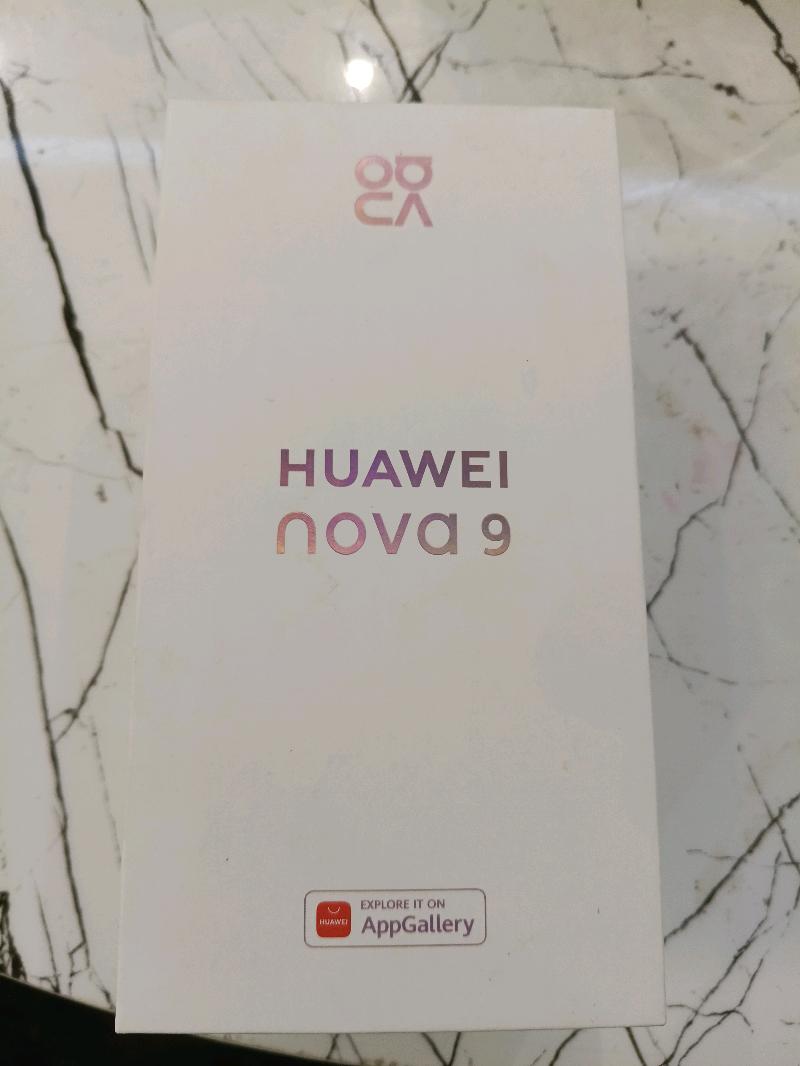 HUAWEI
nova 9
EXPLORE IT ON
HUAWEI
AppGallery